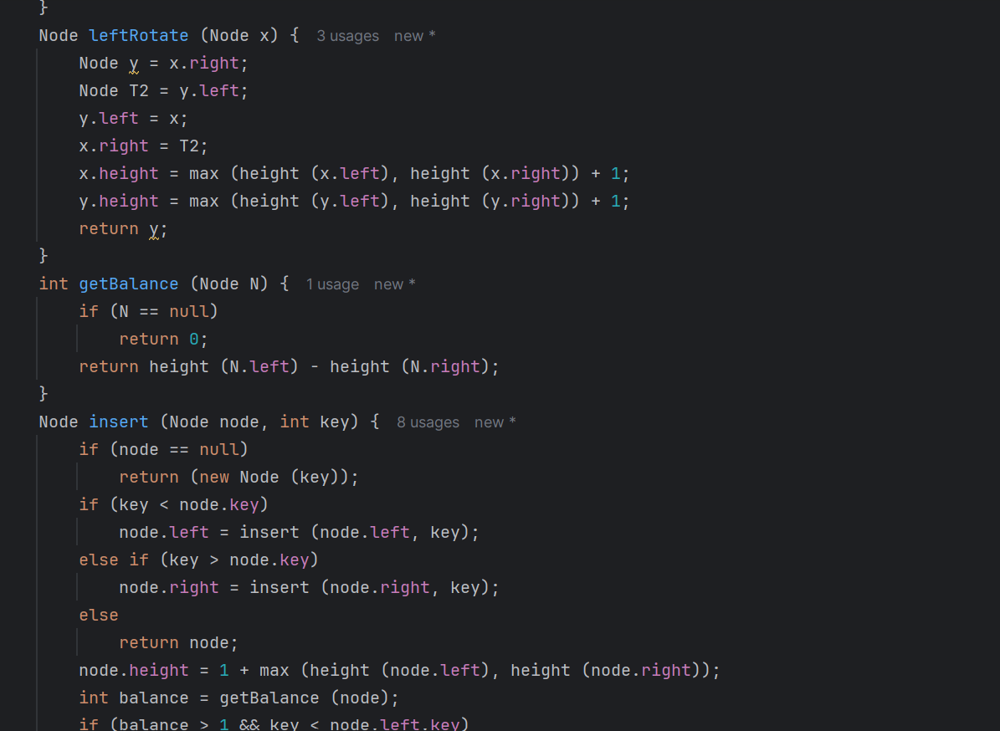 }
Node leftRotate (Node x) { 3 usages new *
Node y = x.right;
Node T2 = y.left;
y.left = x;
x.right = T2;
x.height = max (height (x.left), height (x.right)) + 1;
y.height = max (height (y.left), height (y.right)) + 1;
return y;
}
int getBalance (Node N) { 1 usage new *
if (N == null)
return 0;
return height (N.left) - height (N.right);
}
Node insert (Node node, int key) { 8 usages new *
if (node == null)
return (new Node (key));
if (key < node.key)
node.left = insert (node.left, key);
else if (key > node.key)
node.right = insert (node.right, key);
else
return node;
node.height = 1 + max (height (node.left), height (node.right));
int balance = getBalance (node);
if (balance > 1 && key < node.left.key)